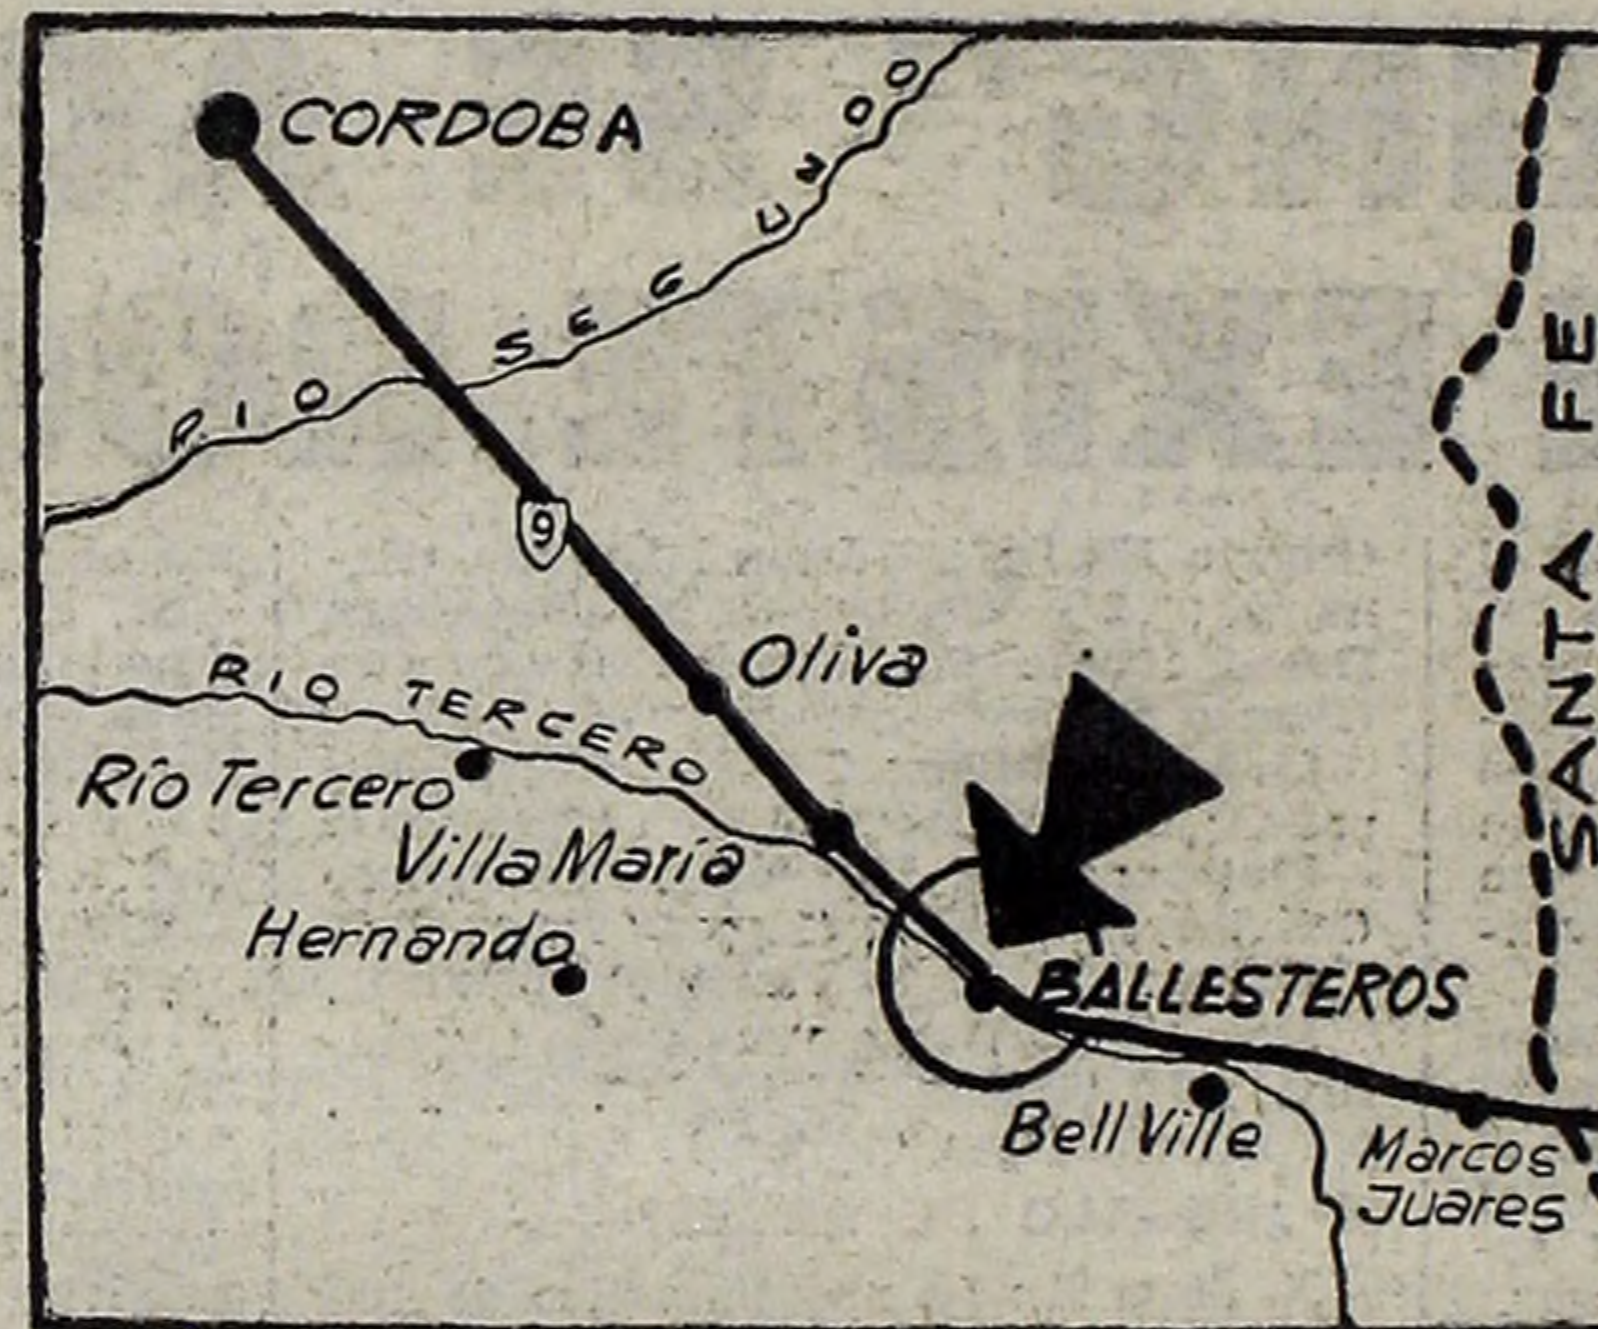 CORDOBA
RIO SEGUNDO
SANTA FE
9
Oliva
RIO TERCERO
Río Tercero
Villa María
Hernando
BALLESTEROS
Bell Ville
Marcos
Juares